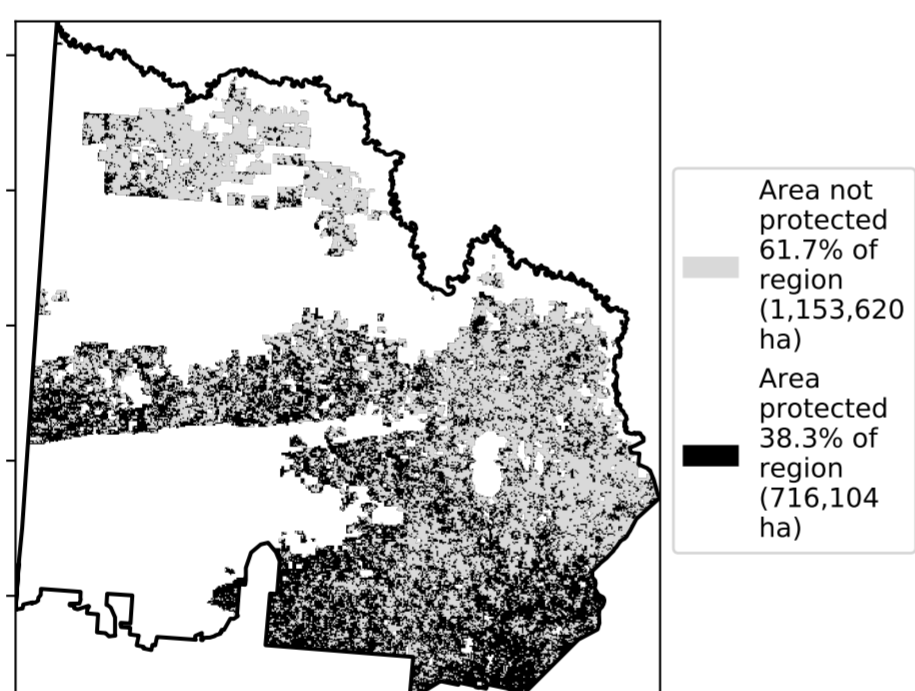 Area not
protected
61.7% of
region
(1,153,620
ha)
Area
protected
38.3% of
region
(716,104
ha)